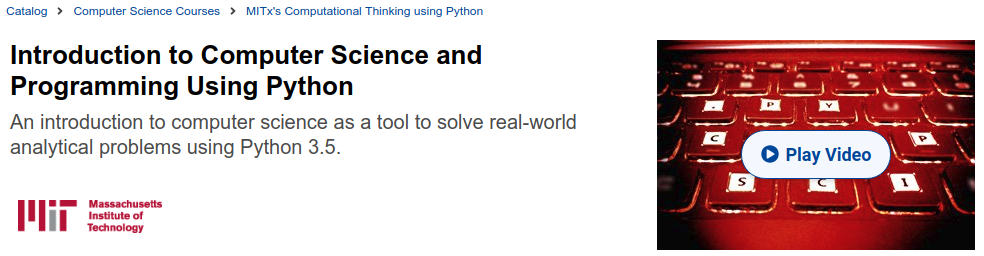 Catalog > Computer Science Courses > MITx's Computational Thinking using Python
Introduction to Computer Science and
Programming Using Python
An introduction to computer science as a tool to solve real-world
analytical problems using Python 3.5.
MIT Massachusetts
Institute of
Technology
. P Y
C P
Play Video
S C I